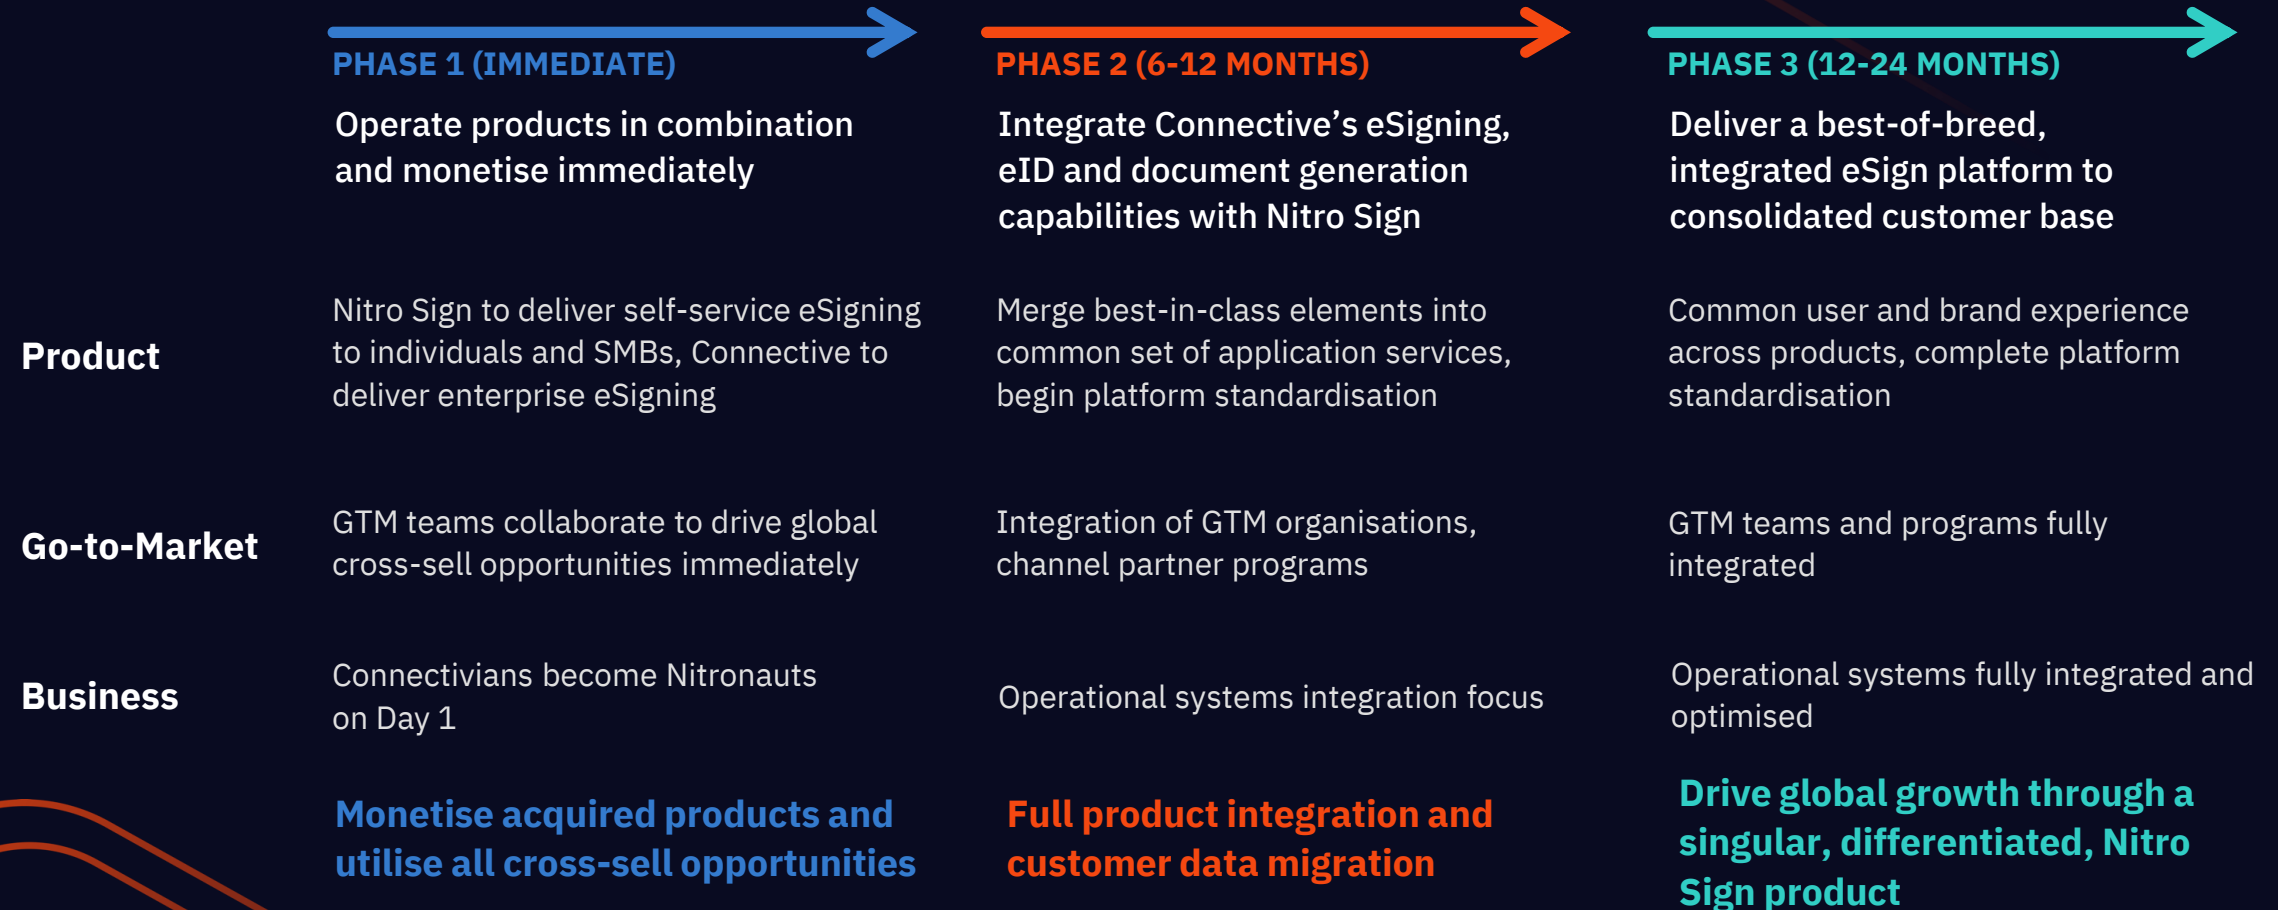 PHASE 1 (IMMEDIATE)
Operate products in combination
and monetise immediately
PHASE 2 (6-12 MONTHS)
Integrate Connective’s eSigning,
eID and document generation
capabilities with Nitro Sign
PHASE 3 (12-24 MONTHS)
Deliver a best-of-breed,
integrated eSign platform to
consolidated customer base
Product
Nitro Sign to deliver self-service eSigning
to individuals and SMBs, Connective to
deliver enterprise eSigning
Merge best-in-class elements into
common set of application services,
begin platform standardisation
Common user and brand experience
across products, complete platform
standardisation
Go-to-Market
GTM teams collaborate to drive global
cross-sell opportunities immediately
Integration of GTM organisations,
channel partner programs
GTM teams and programs fully
integrated
Business
Connectivians become Nitronauts
on Day 1
Operational systems integration focus
Operational systems fully integrated and
optimised
Monetise acquired products and
utilise all cross-sell opportunities
Full product integration and
customer data migration
Drive global growth through a
singular, differentiated, Nitro
Sign product